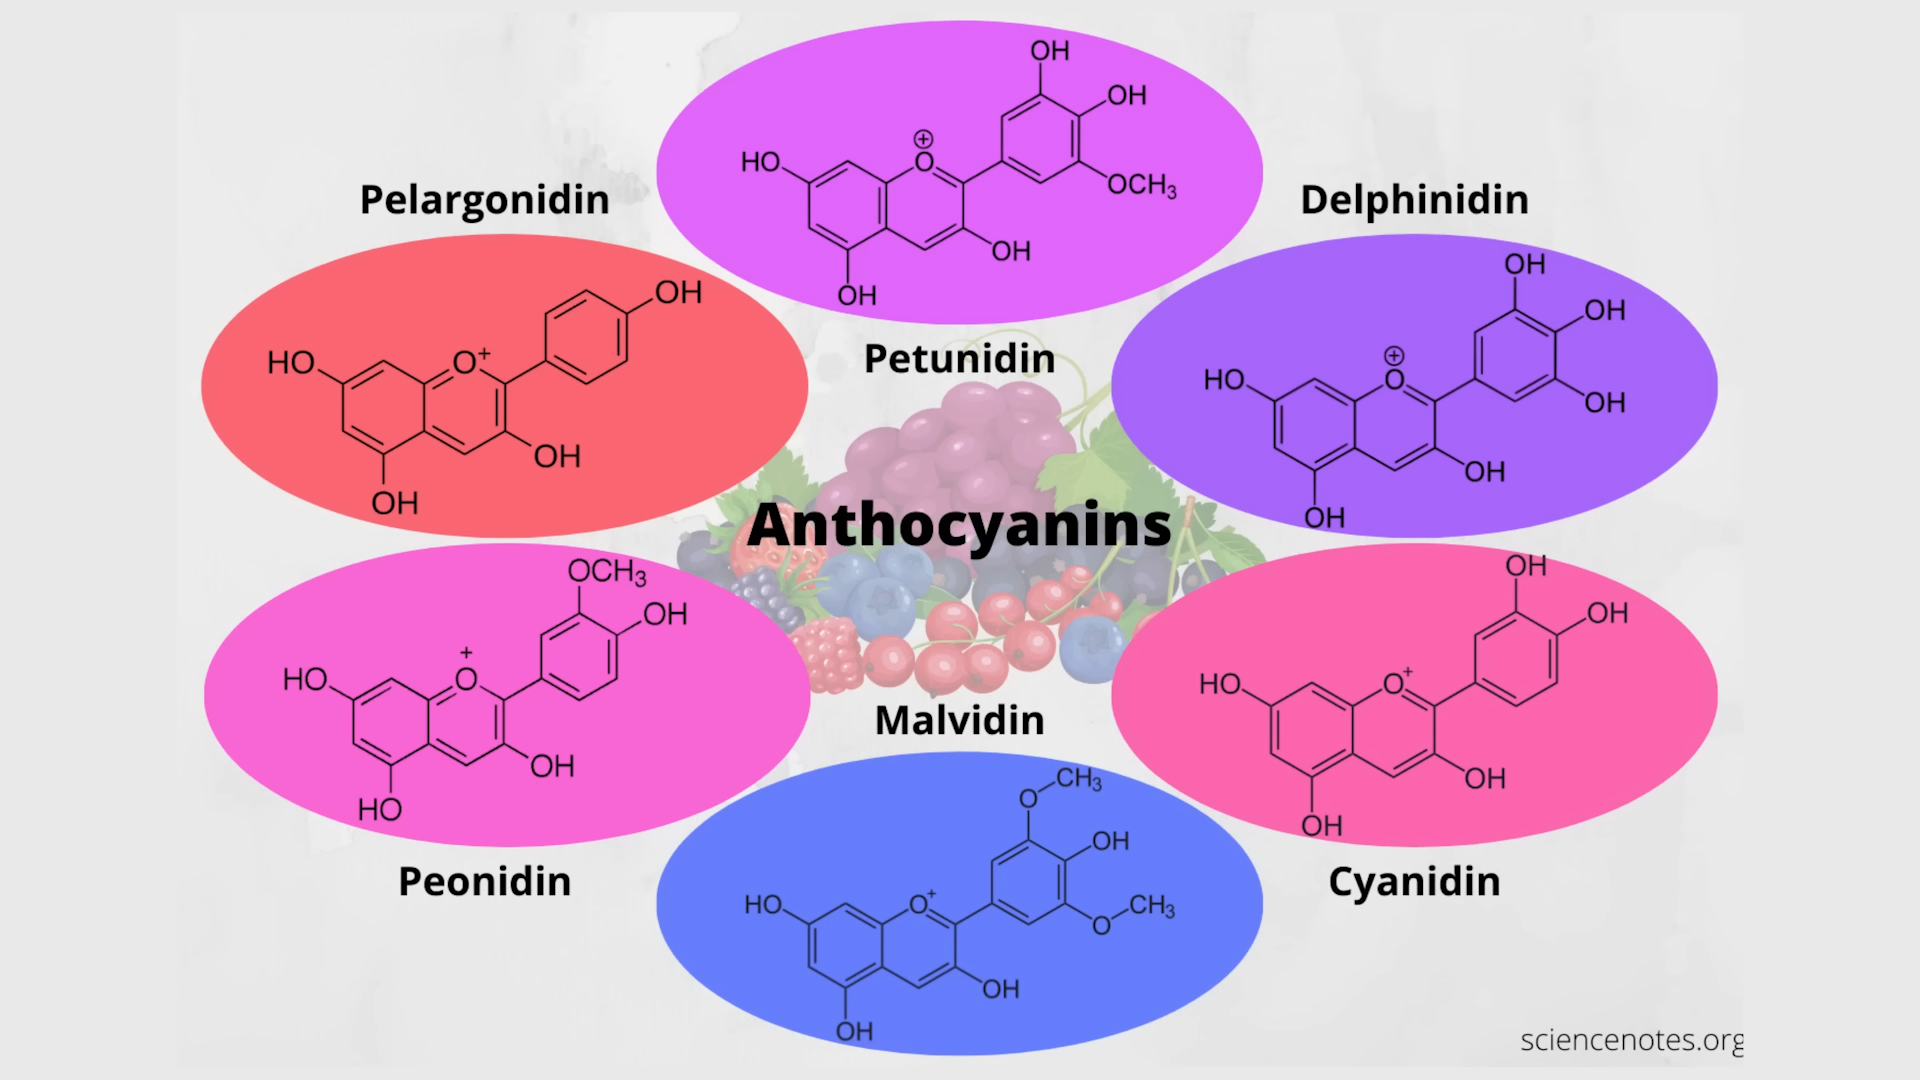 OH
OH
⊕
O
HO
OCH₃
OH
OH
Petunidin
Pelargonidin
OH
HO
O⁺
OH
OH
Delphinidin
OH
OH
⊕
HO
O
OH
OH
OH
Anthocyanins
OCH₃
OH
+
HO
O
OH
HO
Peonidin
OH
OH
HO
O⁺
OH
OH
Cyanidin
Malvidin
CH₃
O
OH
HO
O⁺
CH₃
O
OH
OH
sciencenotes.org